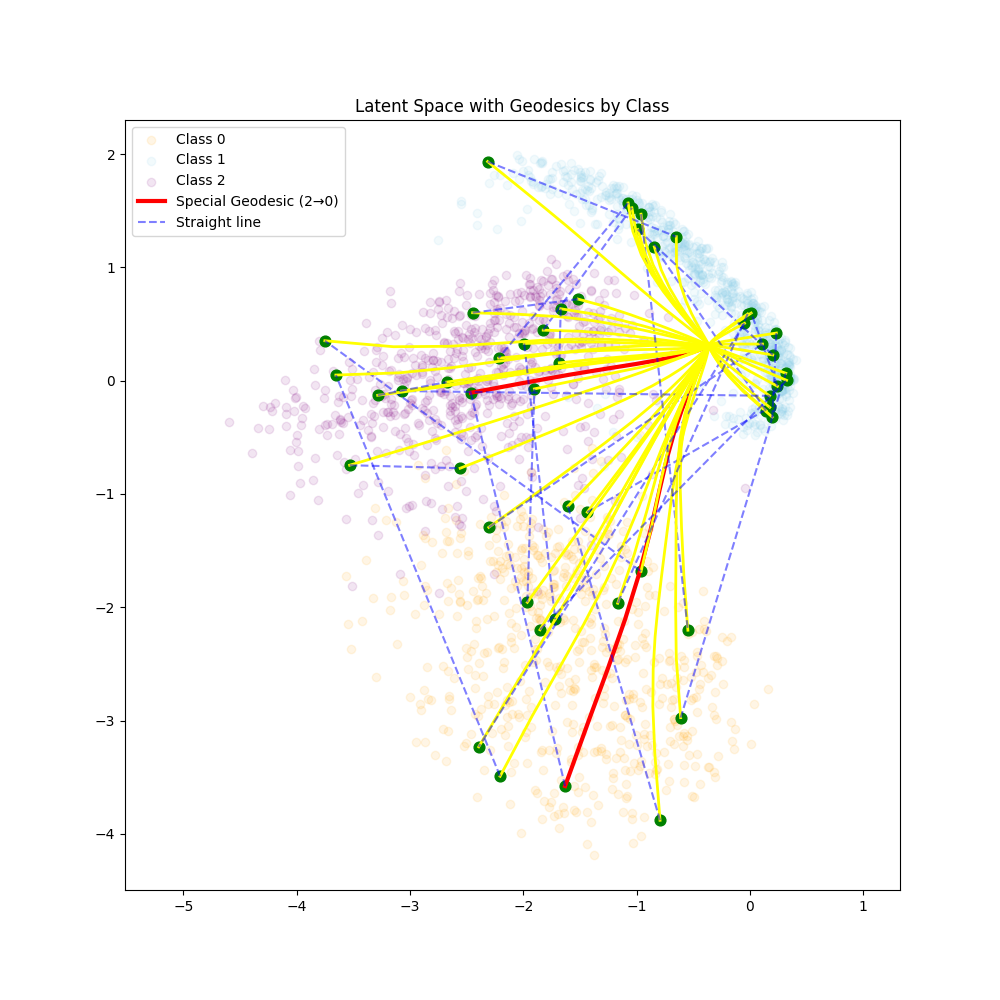 Latent Space with Geodesics by Class
Class 0
Class 1
Class 2
Special Geodesic (2→0)
Straight line
2
1
0
−1
−2
−3
−4
−5 −4 −3 −2 −1 0 1